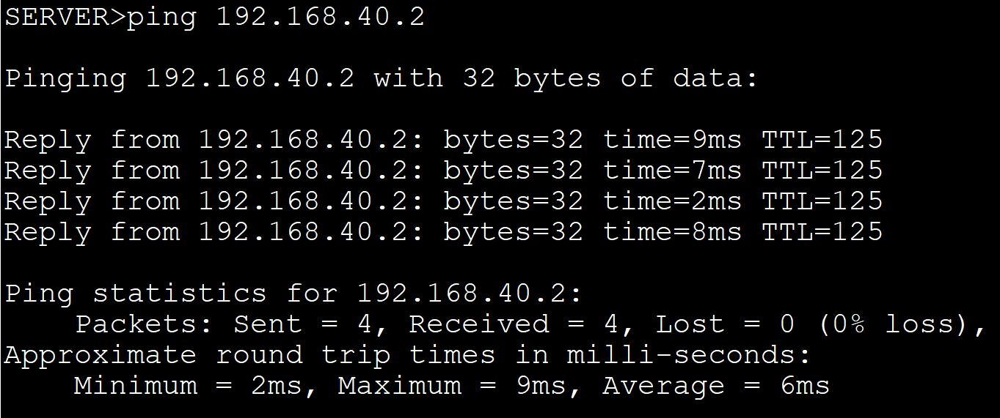 SERVER>ping 192.168.40.2
Pinging 192.168.40.2 with 32 bytes of data:
Reply from 192.168.40.2: bytes=32 time=9ms TTL=125
Reply from 192.168.40.2: bytes=32 time=7ms TTL=125
Reply from 192.168.40.2: bytes=32 time=2ms TTL=125
Reply from 192.168.40.2: bytes=32 time=8ms TTL=125
Ping statistics for 192.168.40.2:
    Packets: Sent = 4, Received = 4, Lost = 0 (0% loss),
Approximate round trip times in milli-seconds:
    Minimum = 2ms, Maximum = 9ms, Average = 6ms